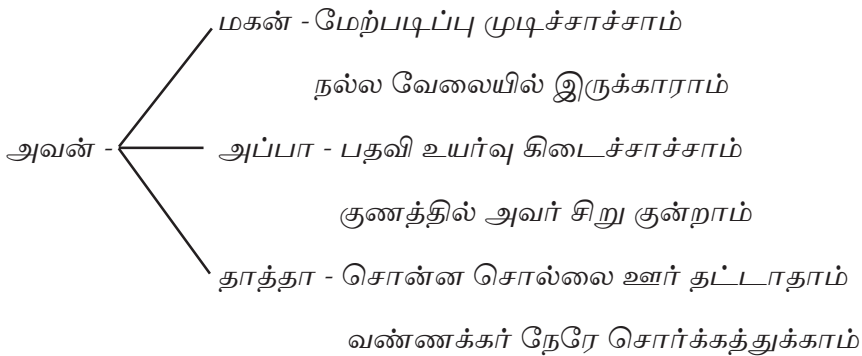 மகன் - மேற்படிப்பு முடிச்சாச்சாம்
நல்ல வேலையில் இருக்காராம்
அவன் - அப்பா - பதவி உயர்வு கிடைச்சாச்சாம்
குணத்தில் அவர் சிறு குன்றாம்
தாத்தா - சொன்ன சொல்லை ஊர் தட்டாதாம்
வண்ணக்கர் நேரே சொர்க்கத்துக்காம்